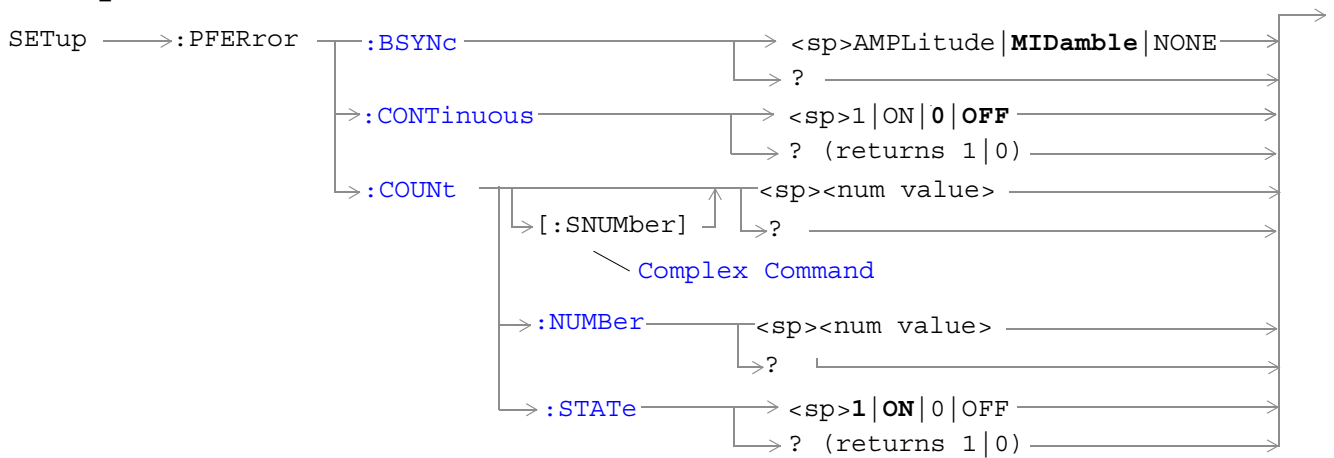 SETup :PFERror :BSYNc <sp>AMPLitude|MIDamble|NONE
?
:CONTinuous <sp>1|ON|0|OFF
? (returns 1|0)
:COUNt [:SNUMber] <sp><num value>
?
Complex Command
:NUMBer <sp><num value>
?
:STATe <sp>1|ON|0|OFF
? (returns 1|0)